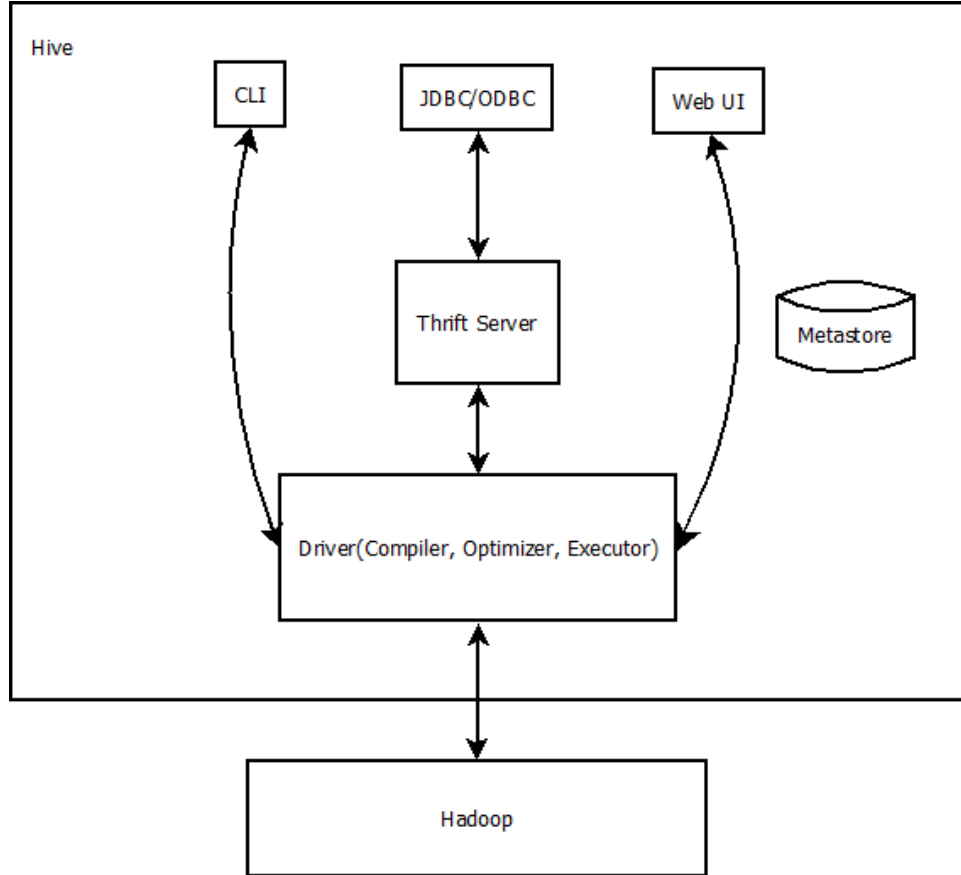 Hive
CLI
JDBC/ODBC
Web UI
Thrift Server
Metastore
Driver(Compiler, Optimizer, Executor)
Hadoop